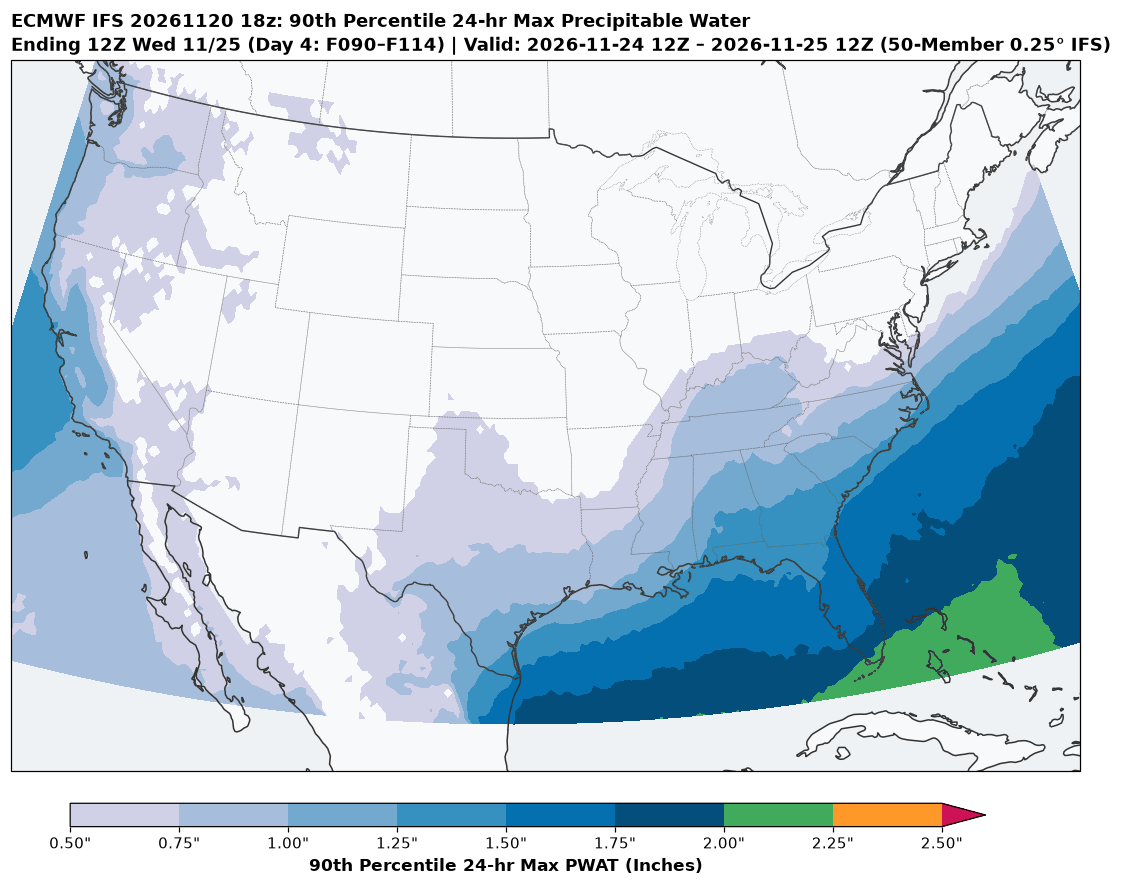 ECMWF IFS 20261120 18z: 90th Percentile 24-hr Max Precipitable Water
Ending 12Z Wed 11/25 (Day 4: F090–F114) | Valid: 2026-11-24 12Z – 2026-11-25 12Z (50-Member 0.25° IFS)
0.50" 0.75" 1.00" 1.25" 1.50" 1.75" 2.00" 2.25" 2.50"
90th Percentile 24-hr Max PWAT (Inches)